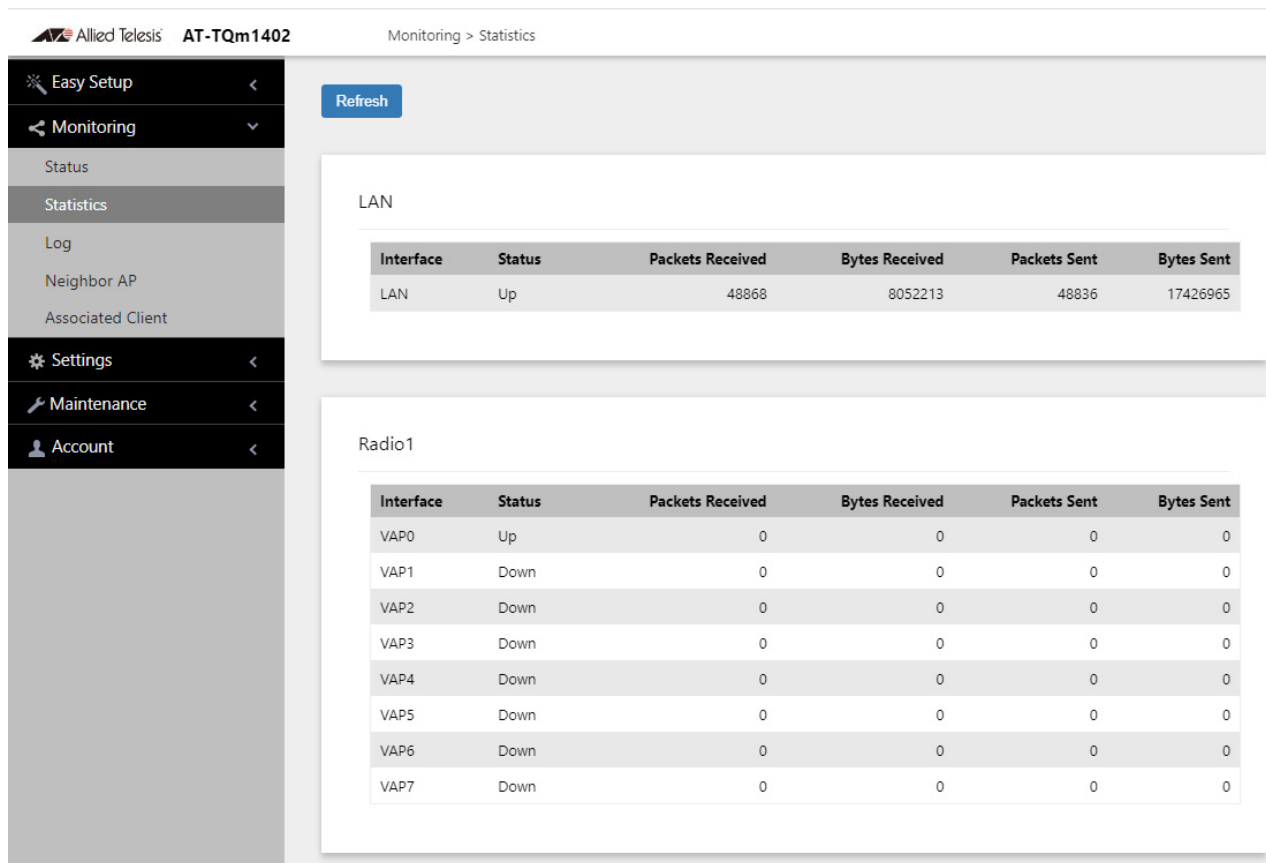 Allied Telesis AT-TQm1402 Monitoring > Statistics
Easy Setup
Monitoring
Status
Statistics
Log
Neighbor AP
Associated Client
Settings
Maintenance
Account
Refresh
LAN
Interface Status Packets Received Bytes Received Packets Sent Bytes Sent
LAN Up 48868 8052213 48836 17426965
Radio1
Interface Status Packets Received Bytes Received Packets Sent Bytes Sent
VAP0 Up 0 0 0 0
VAP1 Down 0 0 0 0
VAP2 Down 0 0 0 0
VAP3 Down 0 0 0 0
VAP4 Down 0 0 0 0
VAP5 Down 0 0 0 0
VAP6 Down 0 0 0 0
VAP7 Down 0 0 0 0